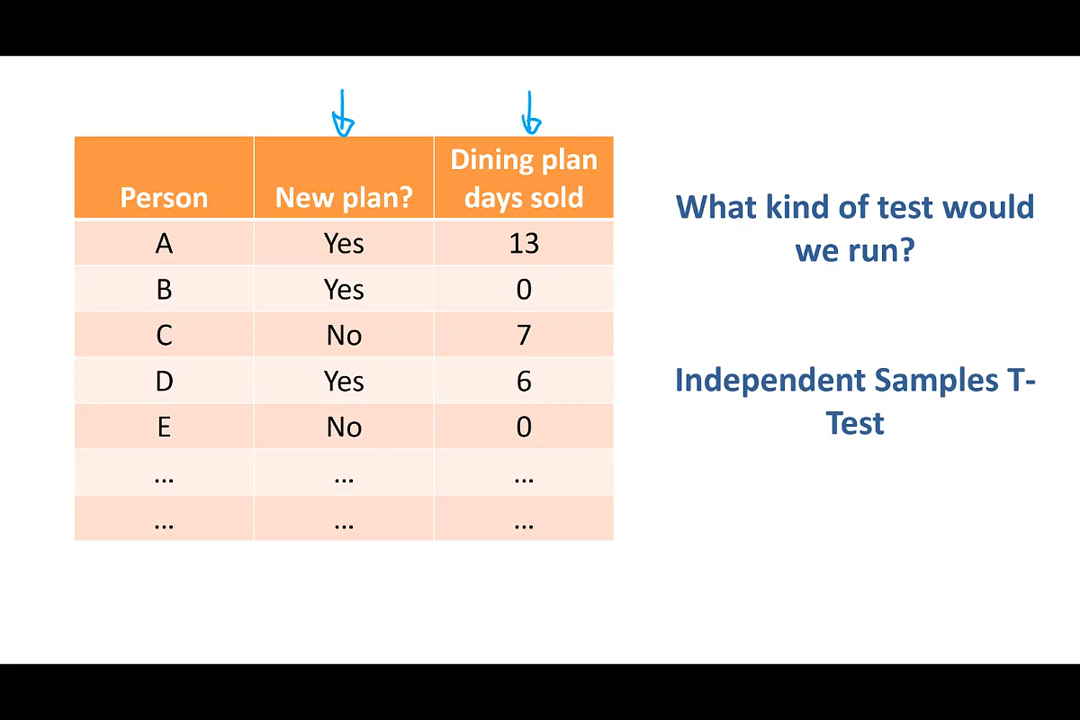 Person New plan? Dining plan days sold
A Yes 13
B Yes 0
C No 7
D Yes 6
E No 0
... ... ...
... ... ...
What kind of test would
we run?
Independent Samples T-
Test